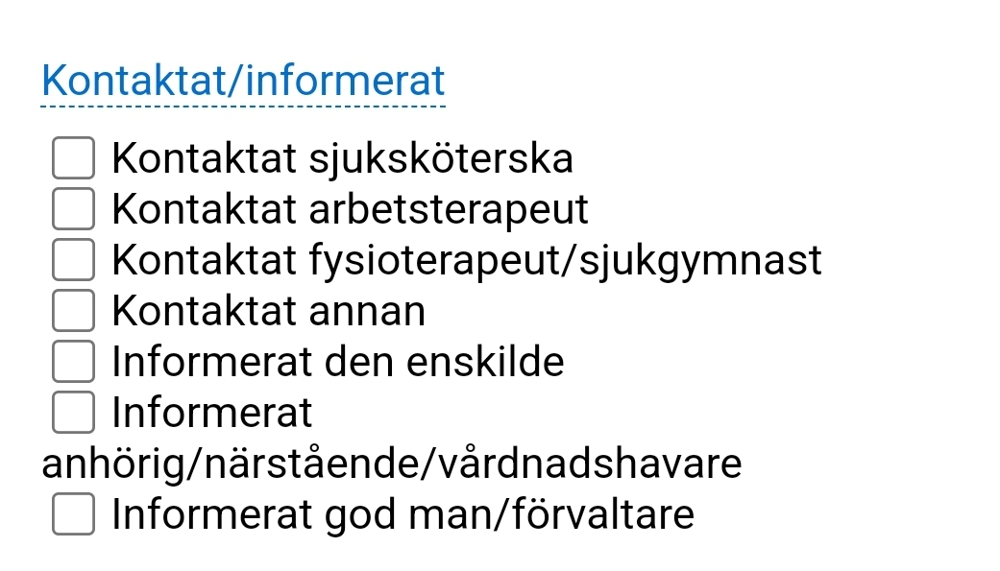 Kontaktat/informerat
Kontaktat sjuksköterska
Kontaktat arbetsterapeut
Kontaktat fysioterapeut/sjukgymnast
Kontaktat annan
Informerat den enskilde
Informerat
anhörig/närstående/vårdnadshavare
Informerat god man/förvaltare